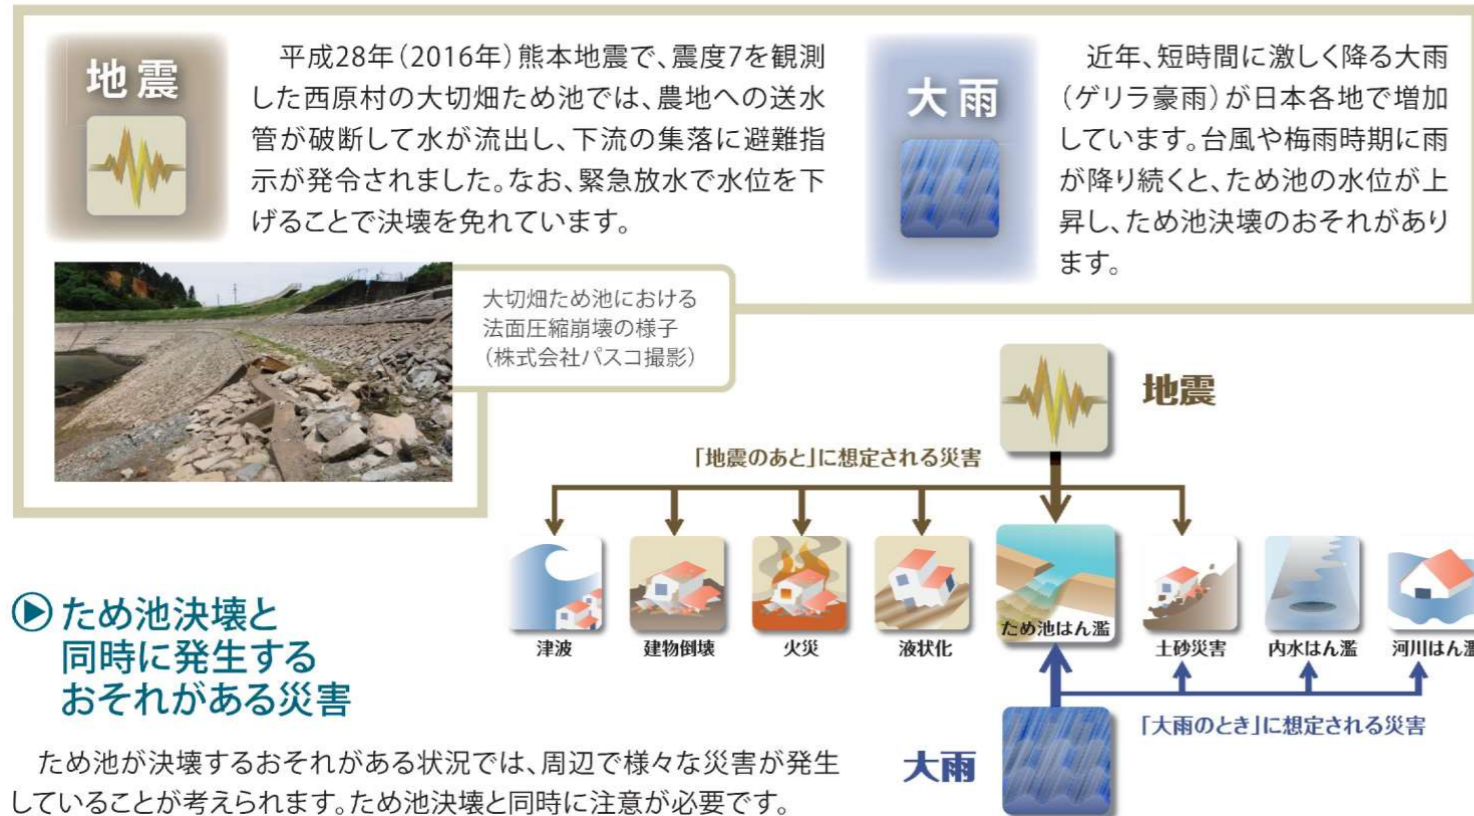 地震
平成28年(2016年)熊本地震で、震度7を観測
した西原村の大切畑ため池では、農地への送水
管が破断して水が流出し、下流の集落に避難指
示が発令されました。なお、緊急放水で水位を下
げることで決壊を免れています。
大雨
近年、短時間に激しく降る大雨
(ゲリラ豪雨)が日本各地で増加
しています。台風や梅雨時期に雨
が降り続くと、ため池の水位が上
昇し、ため池決壊のおそれがあり
ます。
大切畑ため池における
法面圧縮崩壊の様子
(株式会社パスコ撮影)
地震
「地震のあと」に想定される災害
津波
建物倒壊
火災
液状化
ため池はん濫
土砂災害
内水はん濫
河川はん濫
「大雨のとき」に想定される災害
大雨
ため池決壊と
同時に発生する
おそれがある災害
ため池が決壊するおそれがある状況では、周辺で様々な災害が発生
していることが考えられます。ため池決壊と同時に注意が必要です。